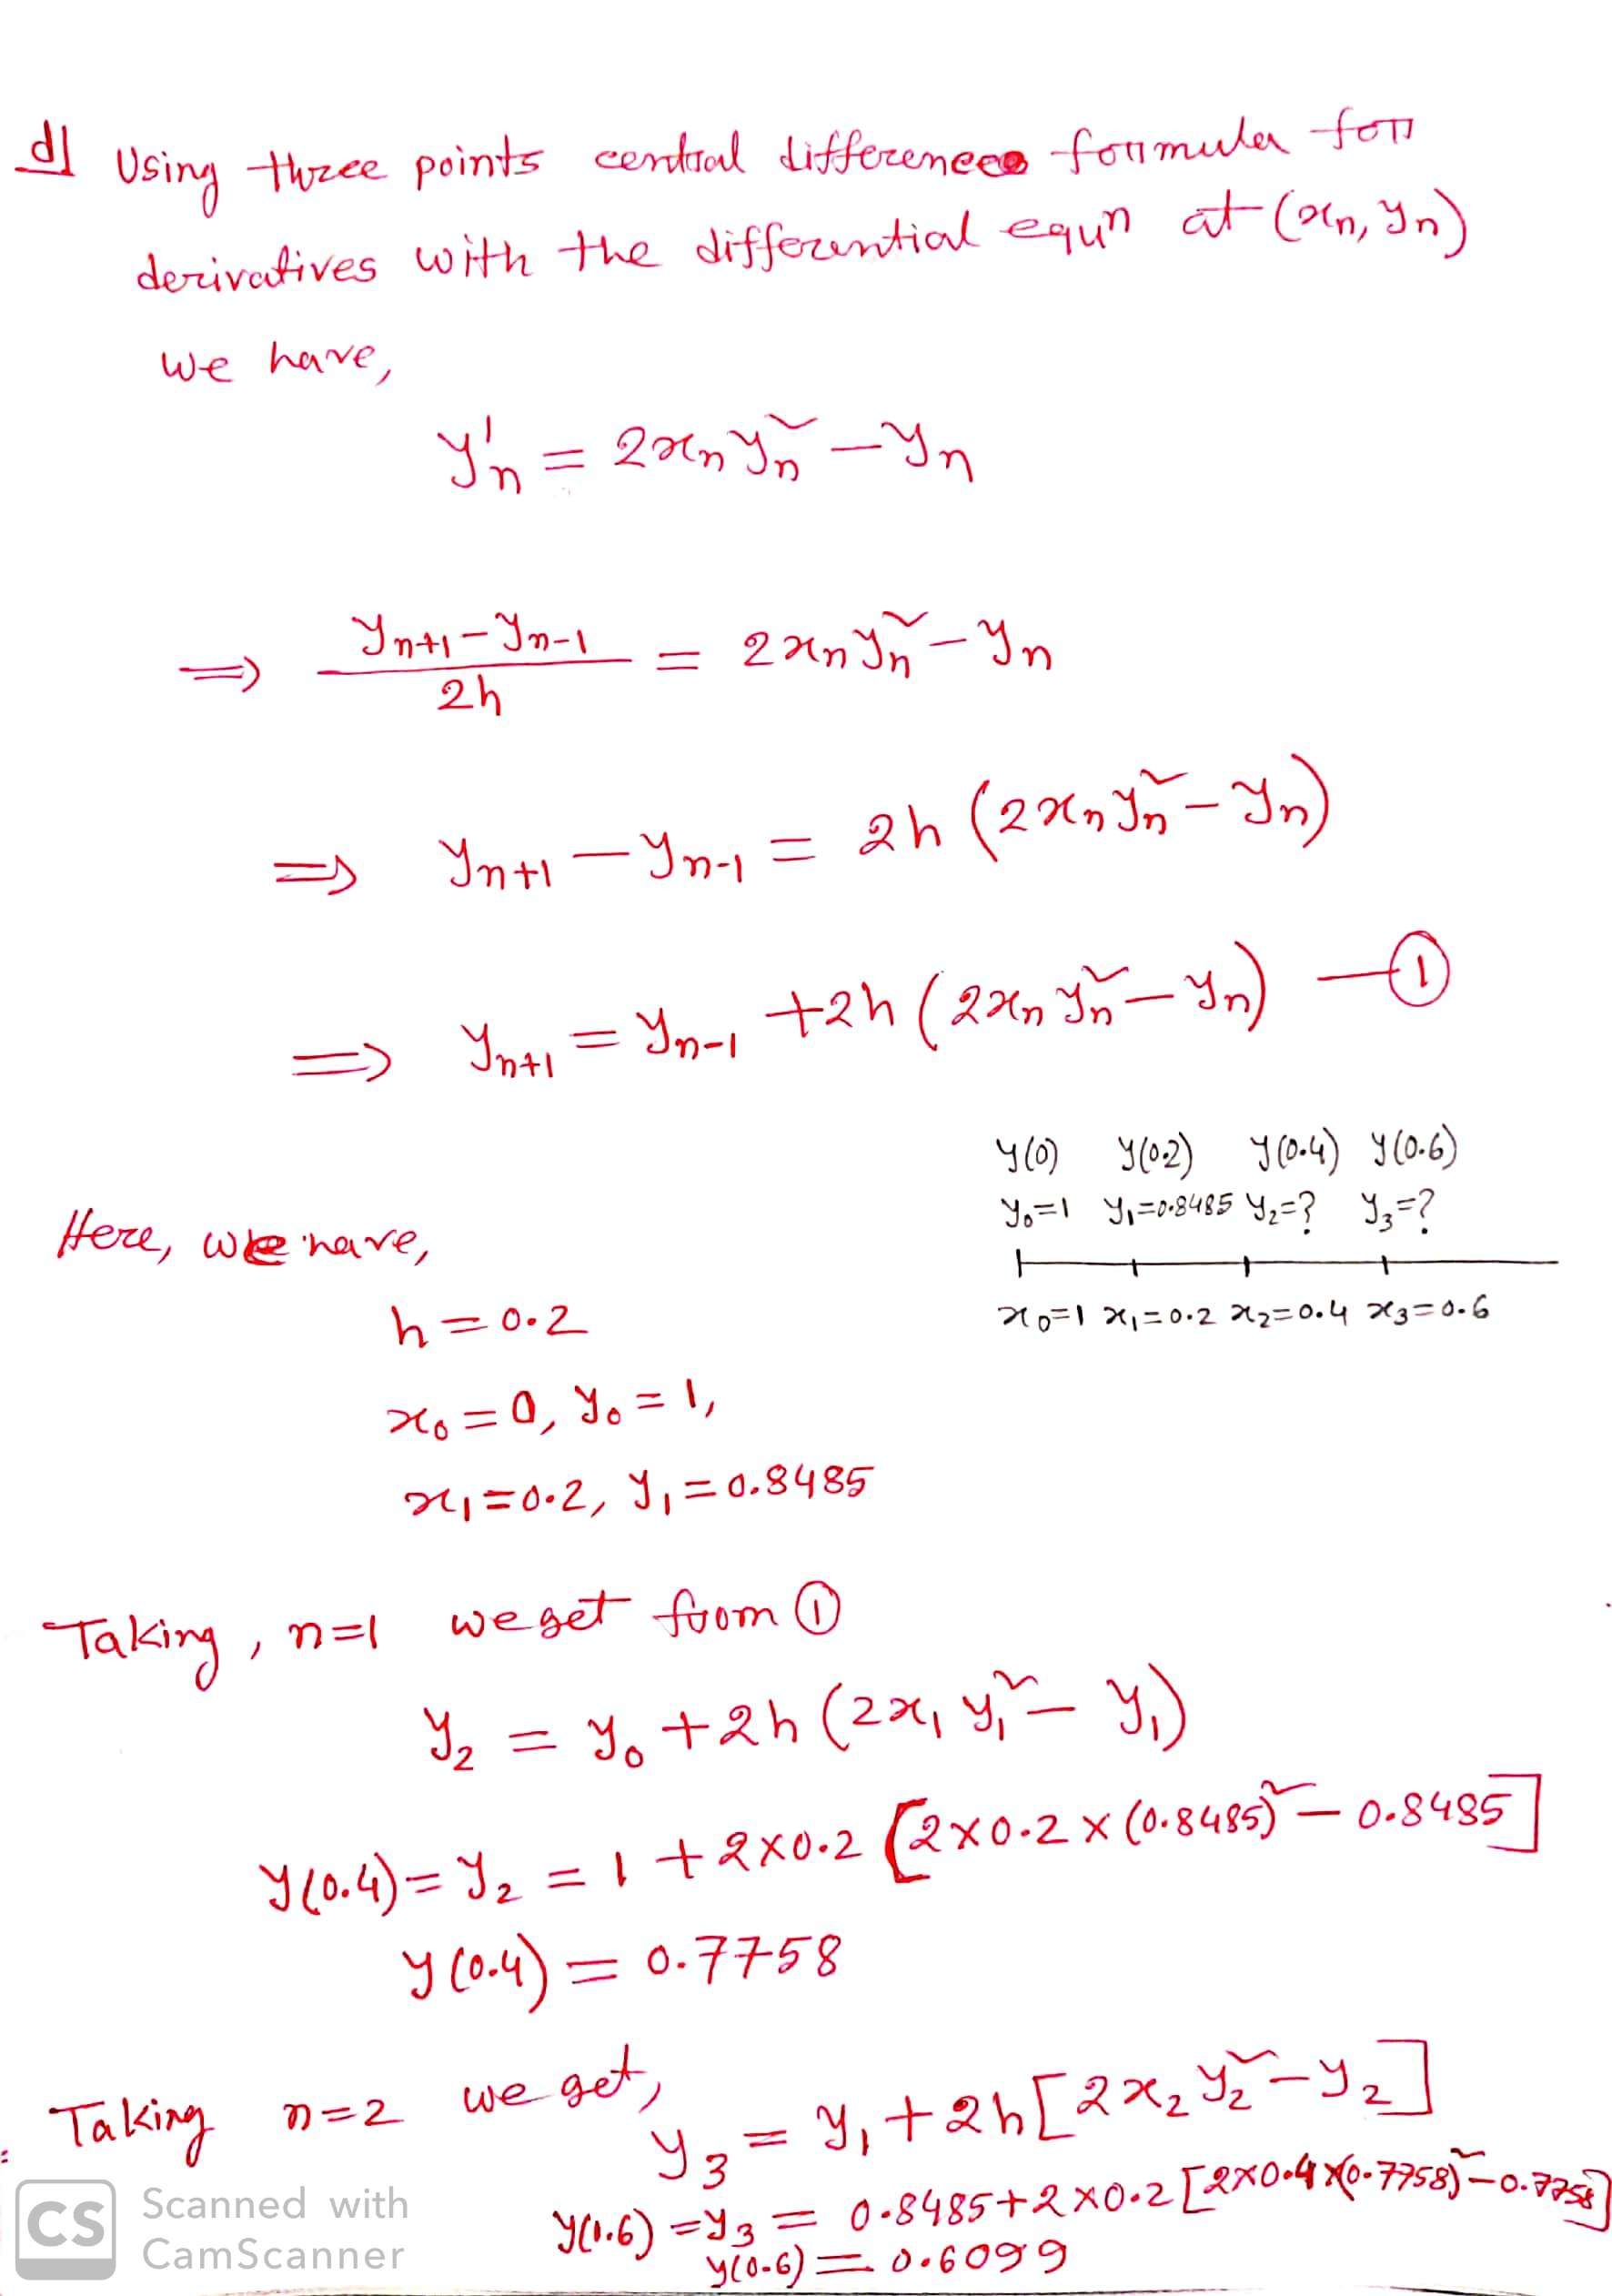 d] Using three points central differences formula for
derivatives with the differential equn at (xn, yn)
we have,
y'n = 2xn yn² - yn
⇒ (yn+1 - yn-1)/2h = 2xn yn² - yn
⇒ yn+1 - yn-1 = 2h (2xn yn² - yn)
⇒ yn+1 = yn-1 + 2h (2xn yn² - yn) — ①
y(0) y(0.2) y(0.4) y(0.6)
y0=1 y1=0.8485 y2=? y3=?
x0=1 x1=0.2 x2=0.4 x3=0.6
Here, we have,
h = 0.2
x0 = 0, y0 = 1,
x1 = 0.2, y1 = 0.8485
Taking, n=1 we get from ①
y2 = y0 + 2h (2x1 y1² - y1)
y(0.4) = y2 = 1 + 2×0.2 [2×0.2×(0.8485)² - 0.8485]
y(0.4) = 0.7758
Taking n=2 we get,
y3 = y1 + 2h [2x2 y2² - y2]
y(0.6) = y3 = 0.8485 + 2×0.2 [2×0.4×(0.7758)² - 0.7758]
y(0.6) = 0.6099
CS Scanned with
CamScanner